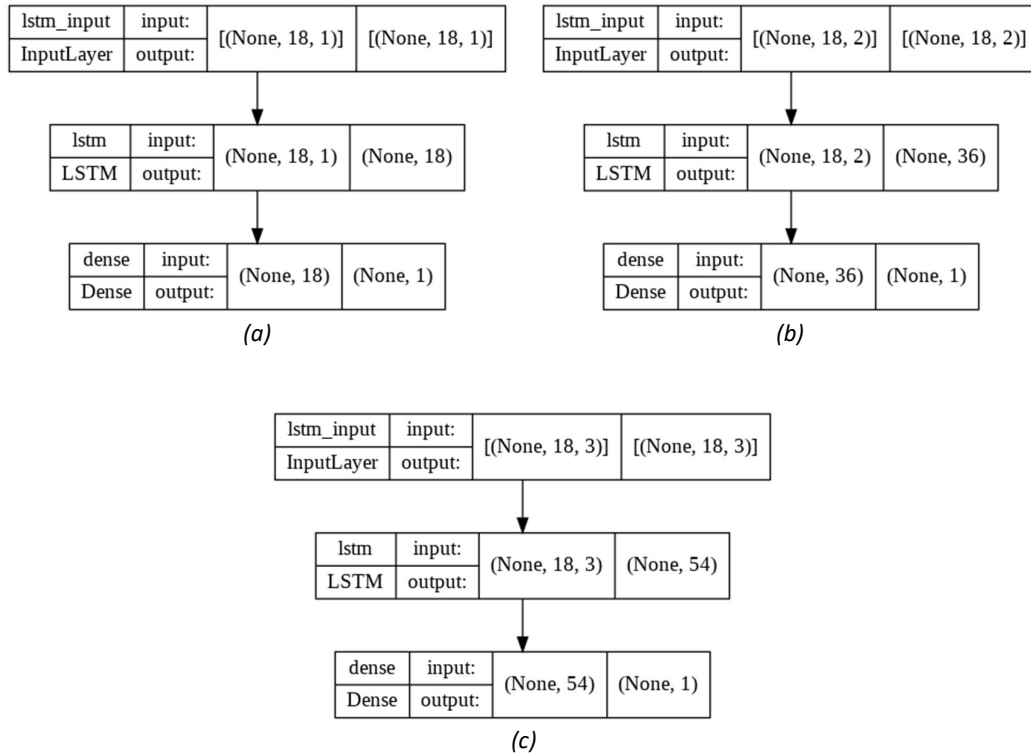 lstm_input input: [(None, 18, 1)] [(None, 18, 1)]
InputLayer output:
lstm input: (None, 18, 1) (None, 18)
LSTM output:
dense input: (None, 18) (None, 1)
Dense output:
(a)
lstm_input input: [(None, 18, 2)] [(None, 18, 2)]
InputLayer output:
lstm input: (None, 18, 2) (None, 36)
LSTM output:
dense input: (None, 36) (None, 1)
Dense output:
(b)
lstm_input input: [(None, 18, 3)] [(None, 18, 3)]
InputLayer output:
lstm input: (None, 18, 3) (None, 54)
LSTM output:
dense input: (None, 54) (None, 1)
Dense output:
(c)